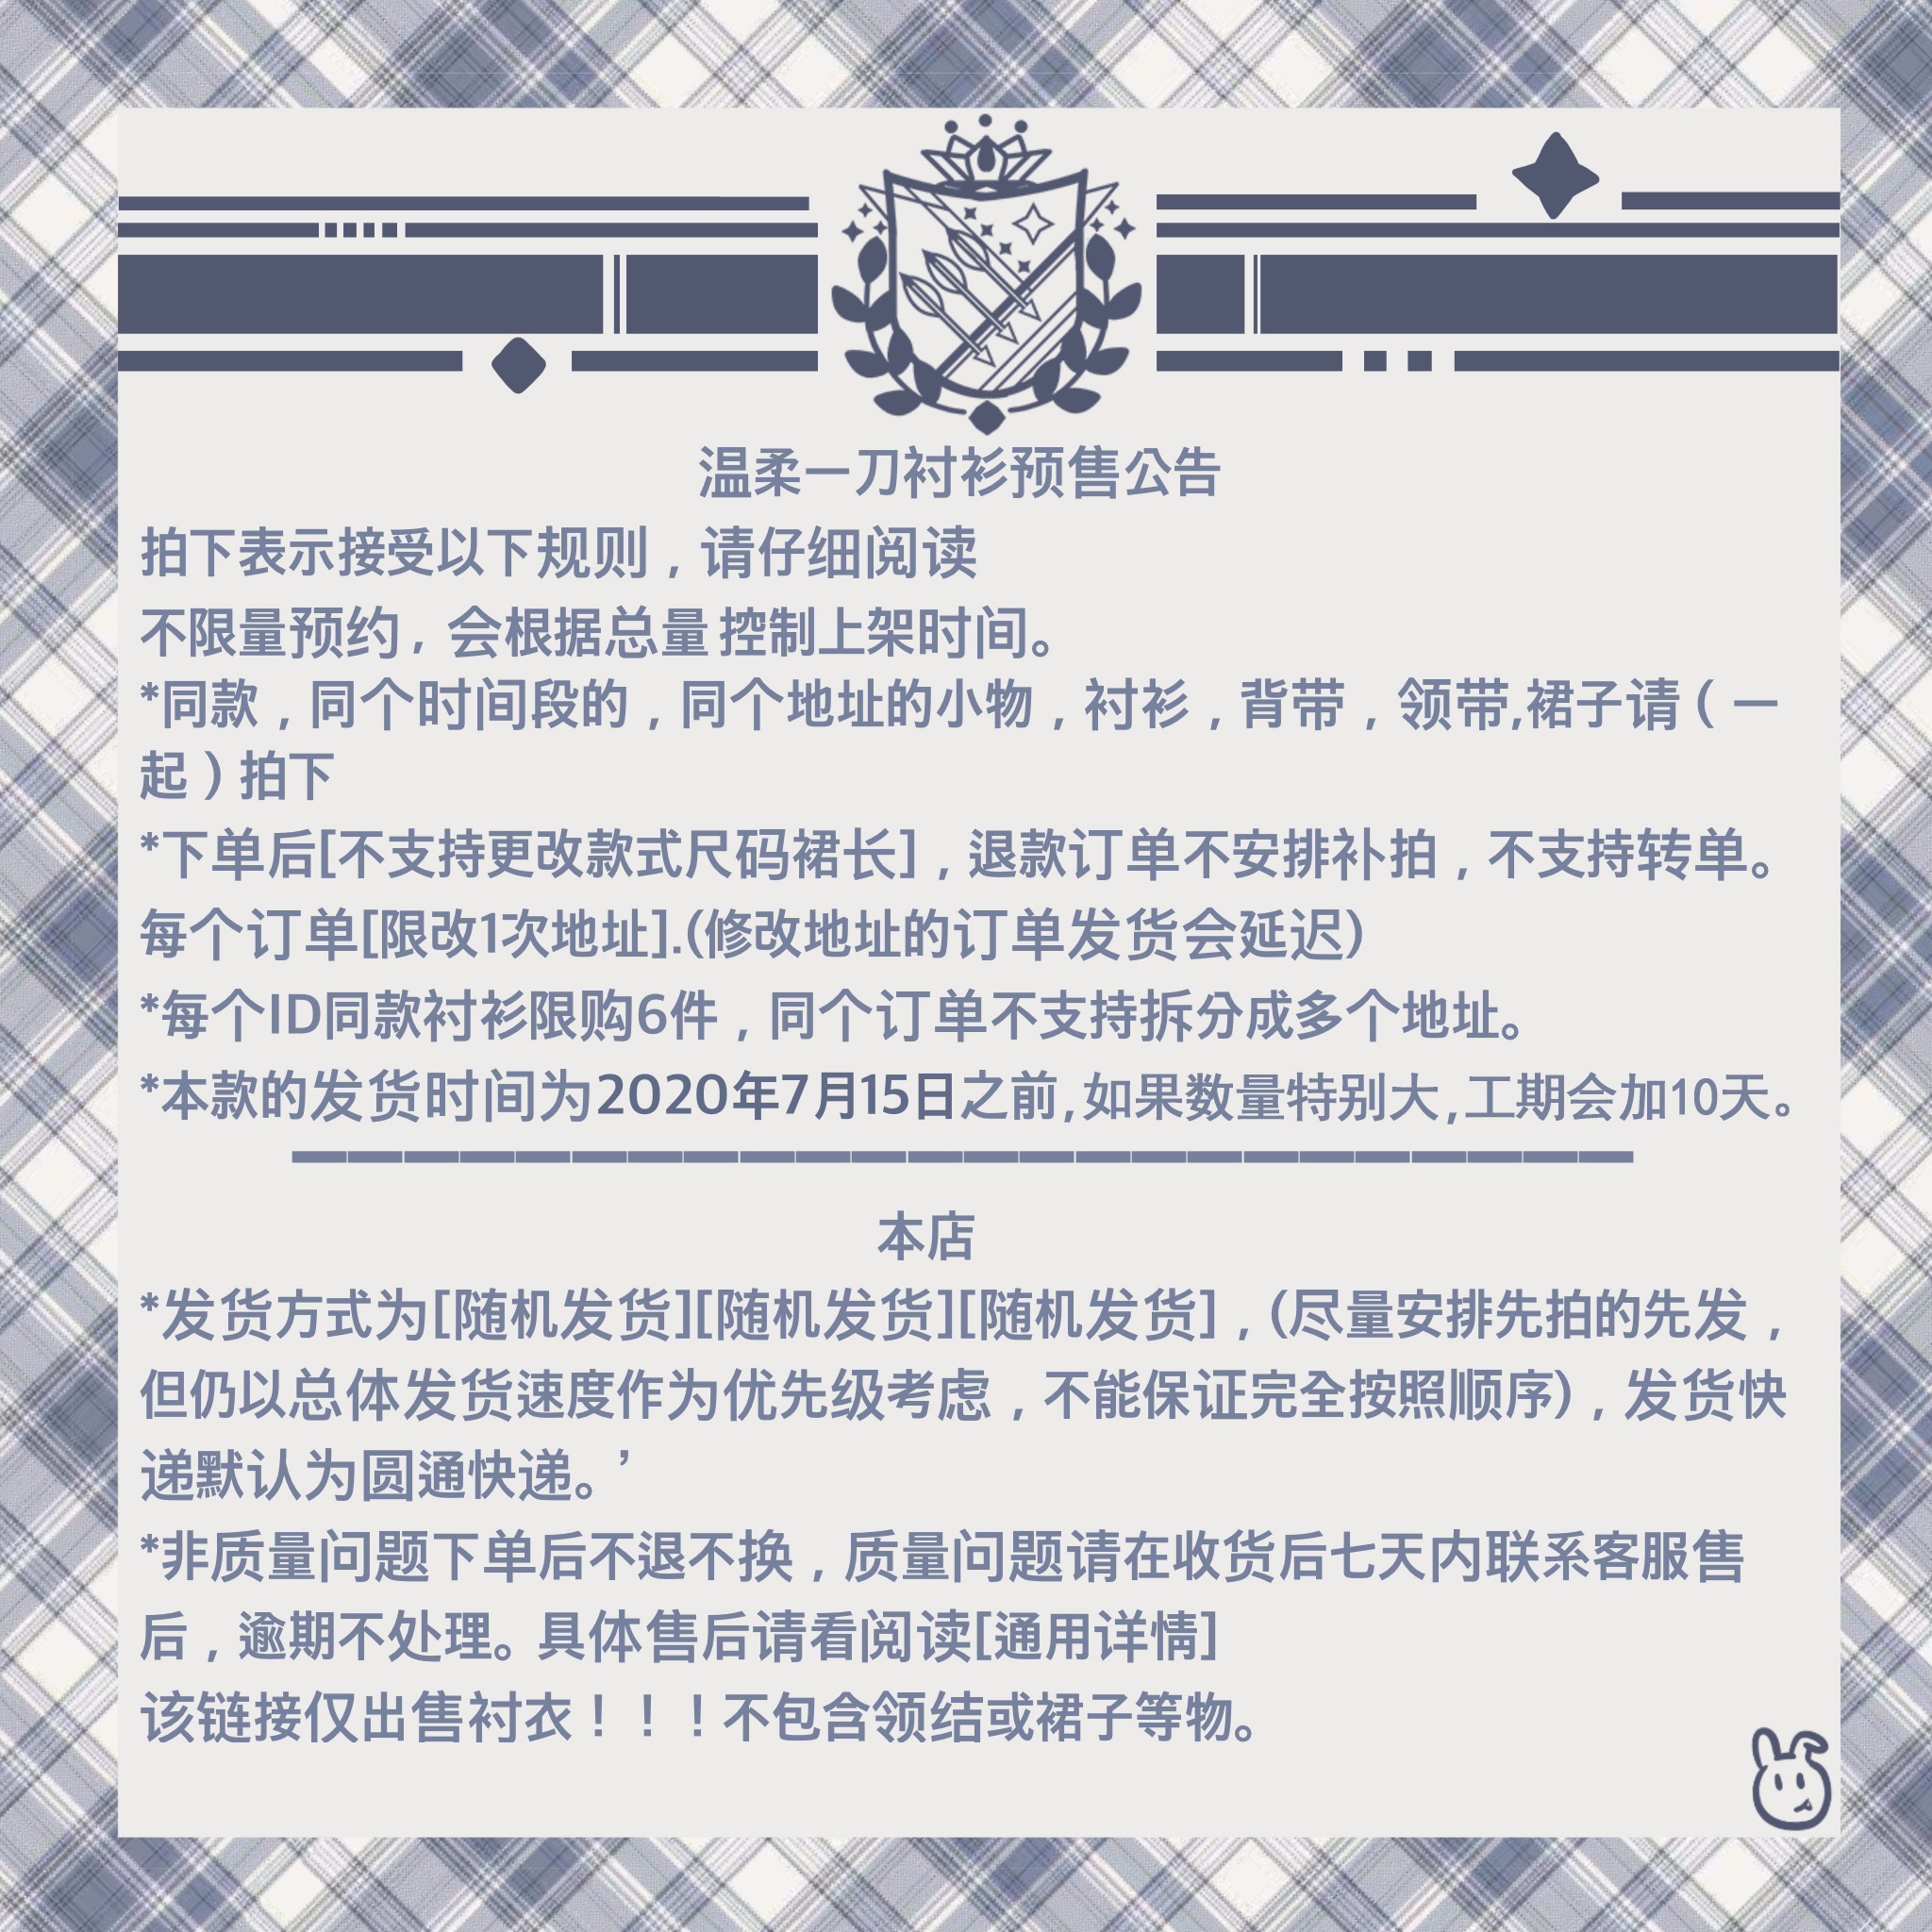 温柔一刀衬衫预售公告
拍下表示接受以下规则，请仔细阅读
不限量预约，会根据总量 控制上架时间。
*同款，同个时间段的，同个地址的小物，衬衫，背带，领带,裙子请（一
起）拍下
*下单后[不支持更改款式尺码裙长]，退款订单不安排补拍，不支持转单。
每个订单[限改1次地址].(修改地址的订单发货会延迟)
*每个ID同款衬衫限购6件，同个订单不支持拆分成多个地址。
*本款的发货时间为2020年7月15日之前,如果数量特别大,工期会加10天。
本店
*发货方式为[随机发货][随机发货][随机发货]，(尽量安排先拍的先发，
但仍以总体发货速度作为优先级考虑，不能保证完全按照顺序)，发货快
递默认为圆通快递。’
*非质量问题下单后不退不换，质量问题请在收货后七天内联系客服售
后，逾期不处理。具体售后请看阅读[通用详情]
该链接仅出售衬衣！！！不包含领结或裙子等物。